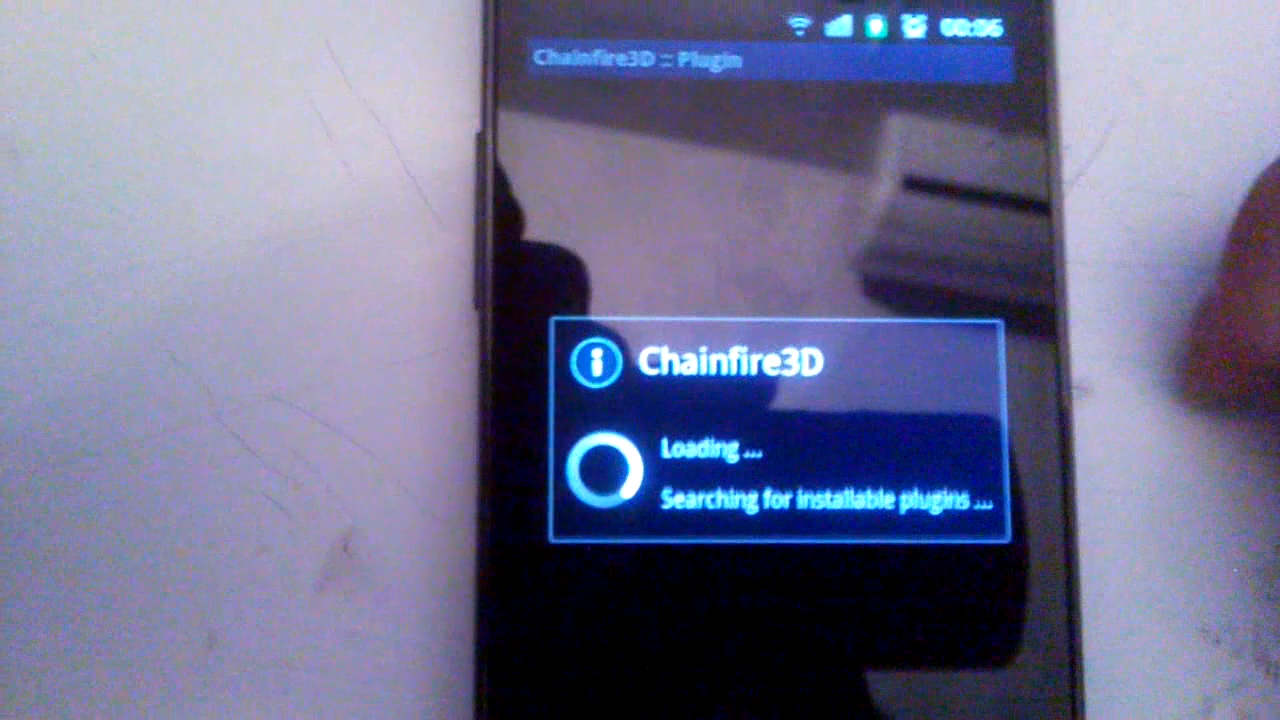 00:06
Chainfire3D :: Plugin
Chainfire3D
Loading ...
Searching for installable plugins ...